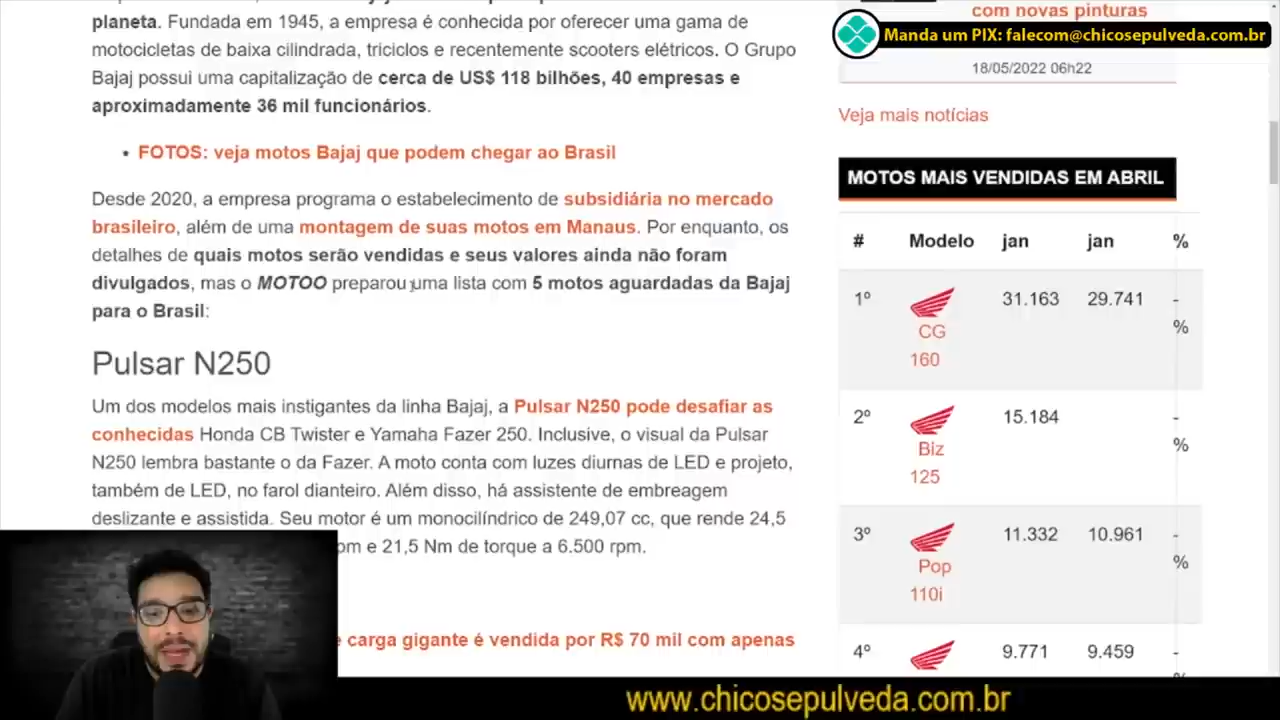 planeta. Fundada em 1945, a empresa é conhecida por oferecer uma gama de
motocicletas de baixa cilindrada, triciclos e recentemente scooters elétricos. O Grupo
Bajaj possui uma capitalização de cerca de US$ 118 bilhões, 40 empresas e
aproximadamente 36 mil funcionários.
• FOTOS: veja motos Bajaj que podem chegar ao Brasil
Desde 2020, a empresa programa o estabelecimento de subsidiária no mercado
brasileiro, além de uma montagem de suas motos em Manaus. Por enquanto, os
detalhes de quais motos serão vendidas e seus valores ainda não foram
divulgados, mas o MOTOO preparou uma lista com 5 motos aguardadas da Bajaj
para o Brasil:
Pulsar N250
Um dos modelos mais instigantes da linha Bajaj, a Pulsar N250 pode desafiar as
conhecidas Honda CB Twister e Yamaha Fazer 250. Inclusive, o visual da Pulsar
N250 lembra bastante o da Fazer. A moto conta com luzes diurnas de LED e projeto,
também de LED, no farol dianteiro. Além disso, há assistente de embreagem
deslizante e assistida. Seu motor é um monocilíndrico de 249,07 cc, que rende 24,5
pm e 21,5 Nm de torque a 6.500 rpm.
e carga gigante é vendida por R$ 70 mil com apenas
com novas pinturas
Manda um PIX: falecom@chicosepulveda.com.br
18/05/2022 06h22
Veja mais notícias
MOTOS MAIS VENDIDAS EM ABRIL
# Modelo jan jan %
1º CG 160 31.163 29.741 -%
2º Biz 125 15.184 -%
3º Pop 110i 11.332 10.961 -%
4º 9.771 9.459 -
www.chicosepulveda.com.br